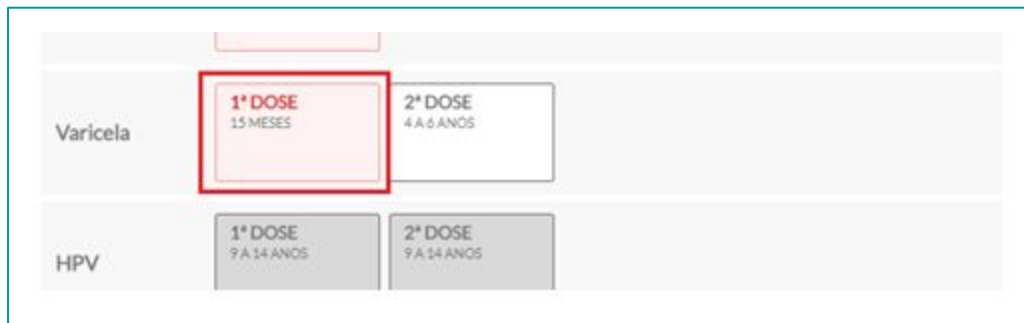 Varicela
1ª DOSE
15 MESES
2ª DOSE
4 A 6 ANOS
HPV
1ª DOSE
9 A 14 ANOS
2ª DOSE
9 A 14 ANOS